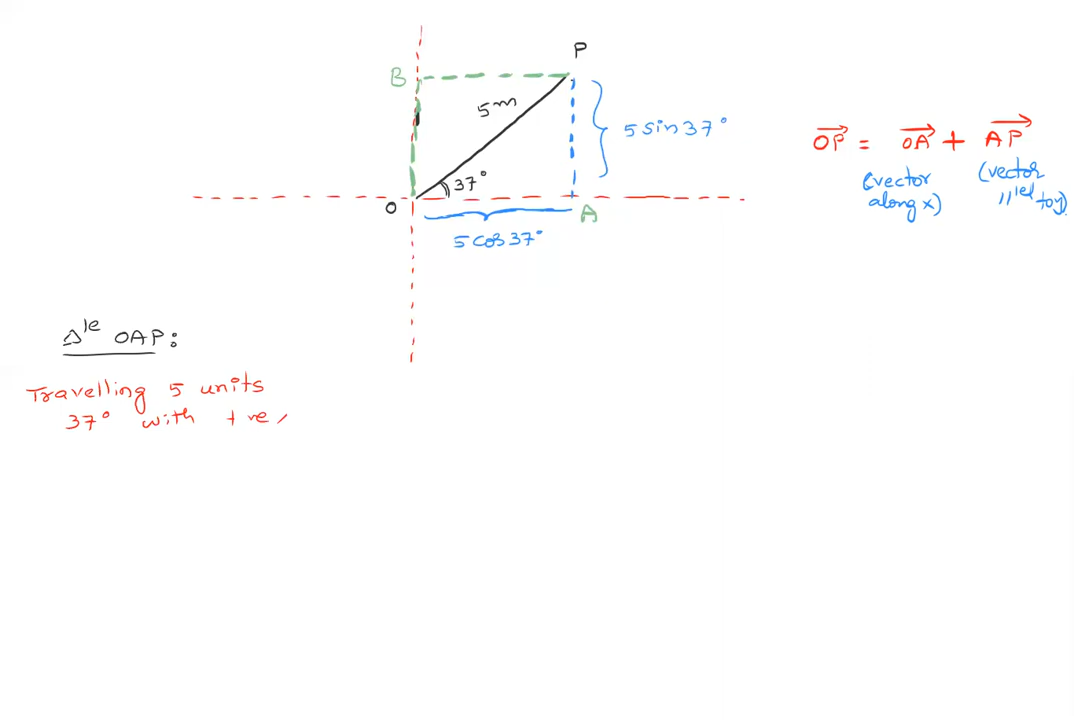 P
B
5m
5 sin 37°
37°
O
A
5 cos 37°
OP = OA + AP
(vector along x)
(vector ||lel to y)
Δle OAP:
Travelling 5 units
37° with +ve